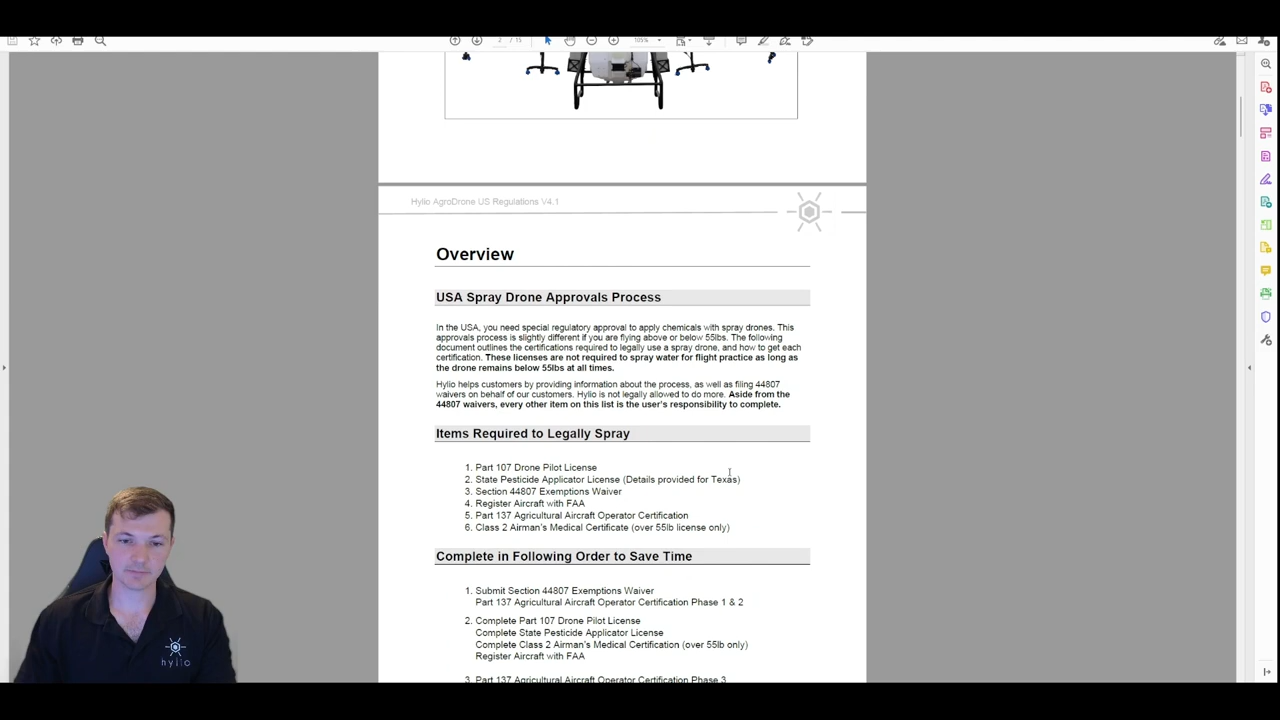 2 / 15
105%
Hylio AgroDrone US Regulations V4.1
Overview
USA Spray Drone Approvals Process
In the USA, you need special regulatory approval to apply chemicals with spray drones. This
approvals process is slightly different if you are flying above or below 55lbs. The following
document outlines the certifications required to legally use a spray drone, and how to get each
certification. These licenses are not required to spray water for flight practice as long as
the drone remains below 55lbs at all times.
Hylio helps customers by providing information about the process, as well as filing 44807
waivers on behalf of our customers. Hylio is not legally allowed to do more. Aside from the
44807 waivers, every other item on this list is the user's responsibility to complete.
Items Required to Legally Spray
1. Part 107 Drone Pilot License
2. State Pesticide Applicator License (Details provided for Texas)
3. Section 44807 Exemptions Waiver
4. Register Aircraft with FAA
5. Part 137 Agricultural Aircraft Operator Certification
6. Class 2 Airman's Medical Certificate (over 55lb license only)
Complete in Following Order to Save Time
1. Submit Section 44807 Exemptions Waiver
Part 137 Agricultural Aircraft Operator Certification Phase 1 & 2
2. Complete Part 107 Drone Pilot License
Complete State Pesticide Applicator License
Complete Class 2 Airman's Medical Certification (over 55lb only)
Register Aircraft with FAA
3. Part 137 Agricultural Aircraft Operator Certification Phase 3
hylio